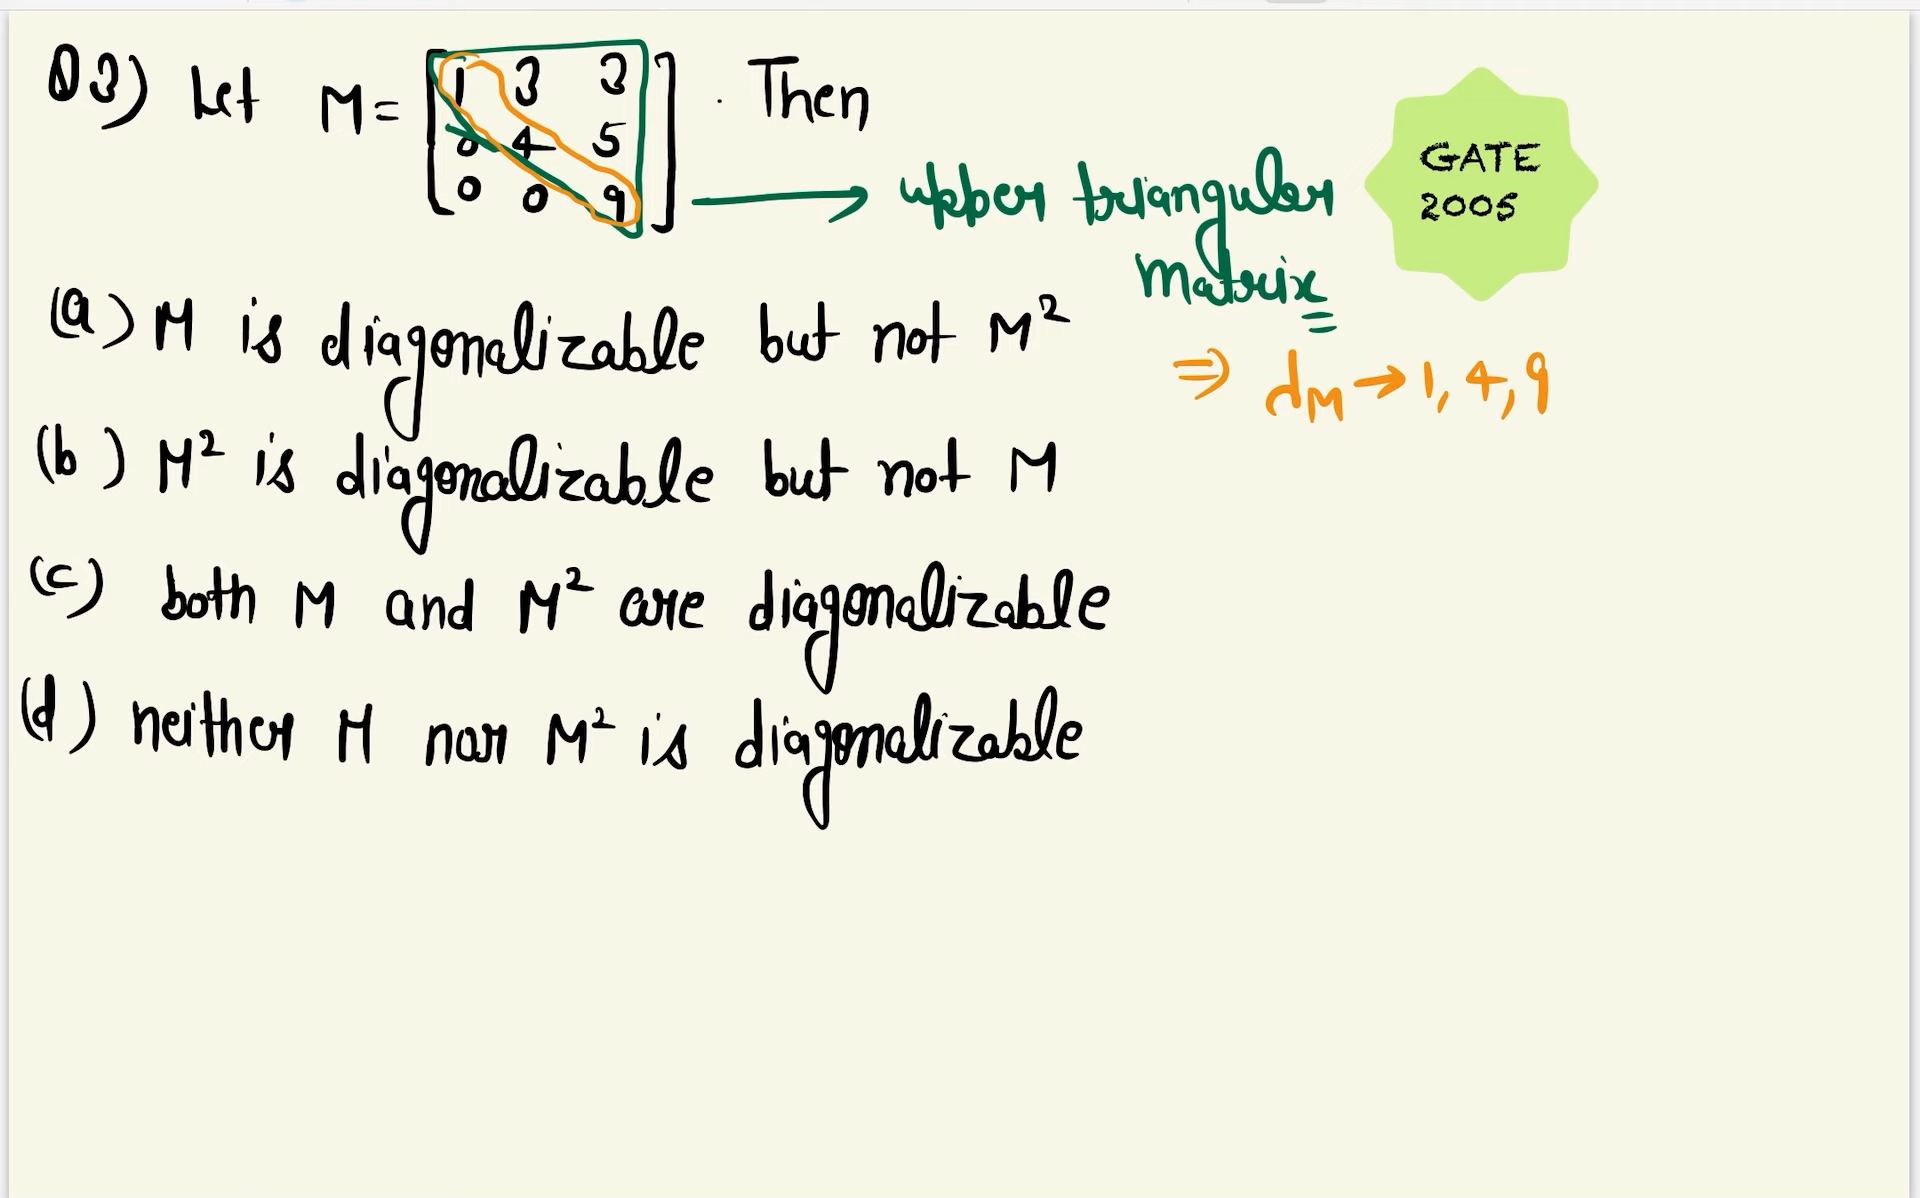 Q3) Let M = [1 3 3 . Then
0 4 5
0 0 9]
→ upper triangular
matrix
GATE
2005
⇒ dM → 1, 4, 9
(a) M is diagonalizable but not M²
(b) M² is diagonalizable but not M
(c) both M and M² are diagonalizable
(d) neither M nor M² is diagonalizable